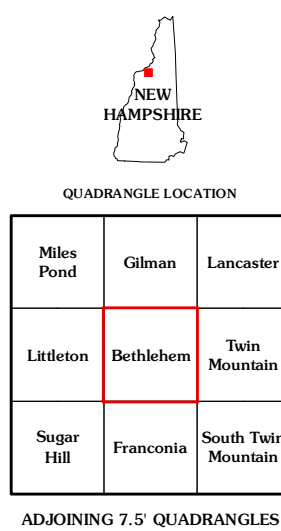 NEW
HAMPSHIRE
QUADRANGLE LOCATION
Miles
Pond
Gilman
Lancaster
Littleton
Bethlehem
Twin
Mountain
Sugar
Hill
Franconia
South Twin
Mountain
ADJOINING 7.5' QUADRANGLES